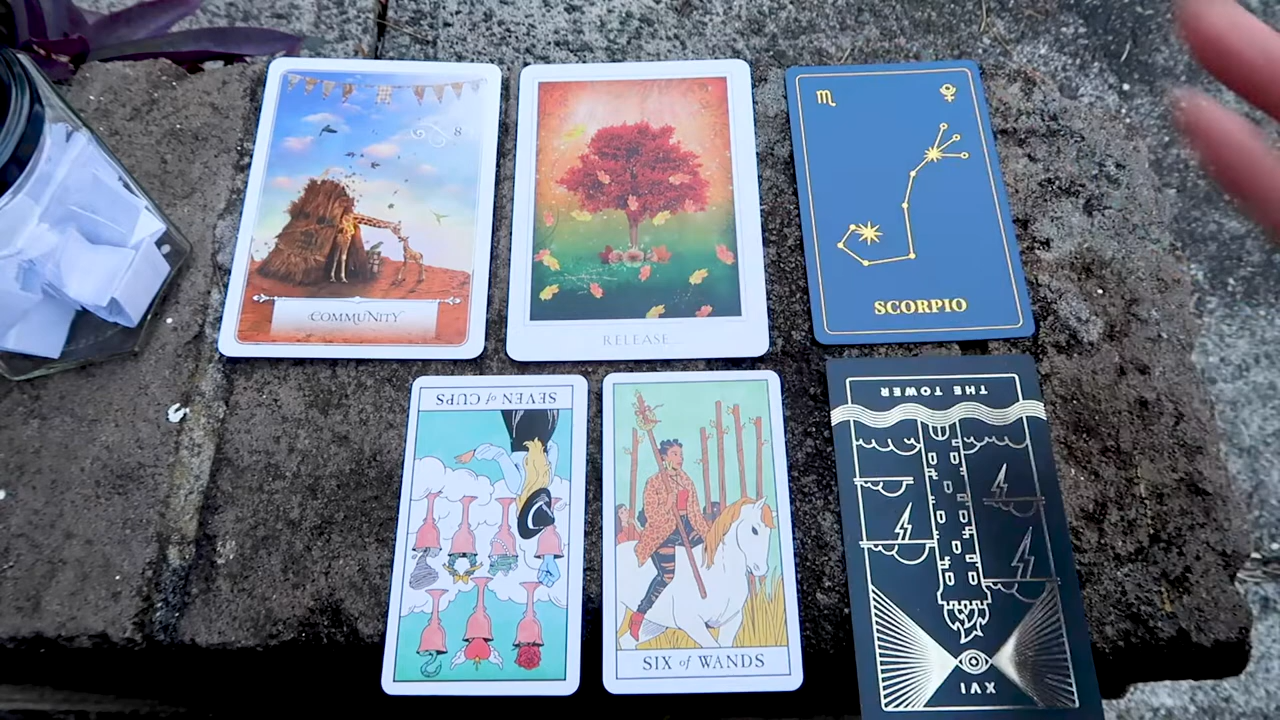 8
COMMUNITY
RELEASE
♏
SCORPIO
SEVEN of CUPS
SIX of WANDS
THE TOWER
XVI